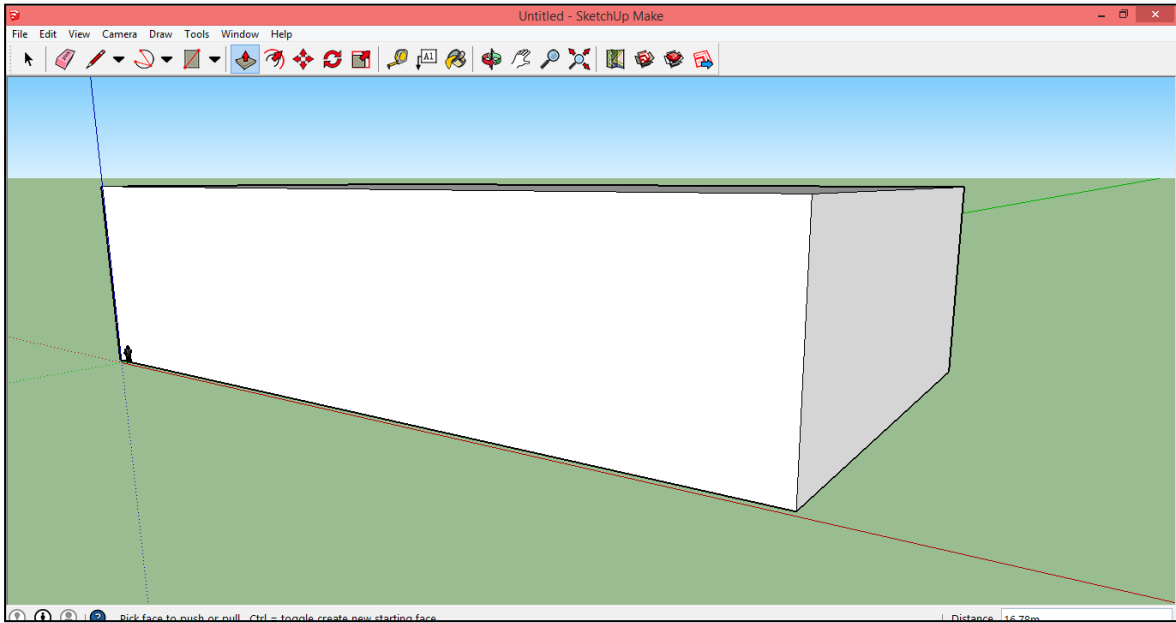 Untitled - SketchUp Make
File Edit View Camera Draw Tools Window Help
A1
Pick face to push or pull. Ctrl = toggle create new starting face. Distance 16.78m